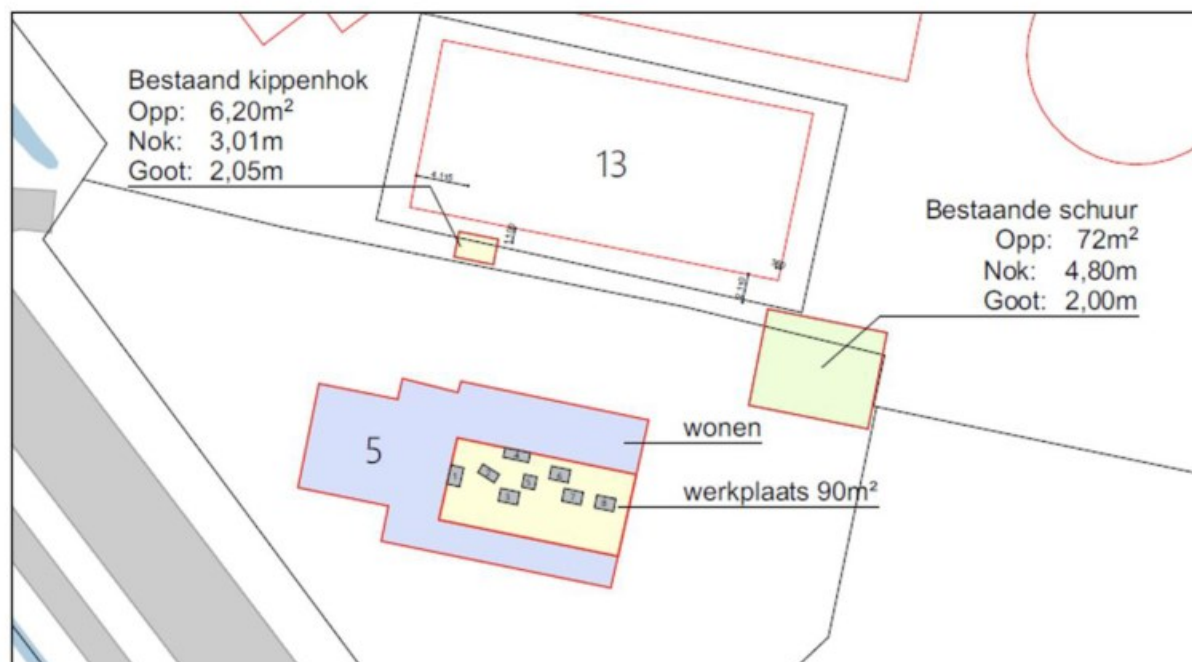 Bestaand kippenhok
Opp: 6,20m²
Nok: 3,01m
Goot: 2,05m
13
Bestaande schuur
Opp: 72m²
Nok: 4,80m
Goot: 2,00m
5
wonen
werkplaats 90m²